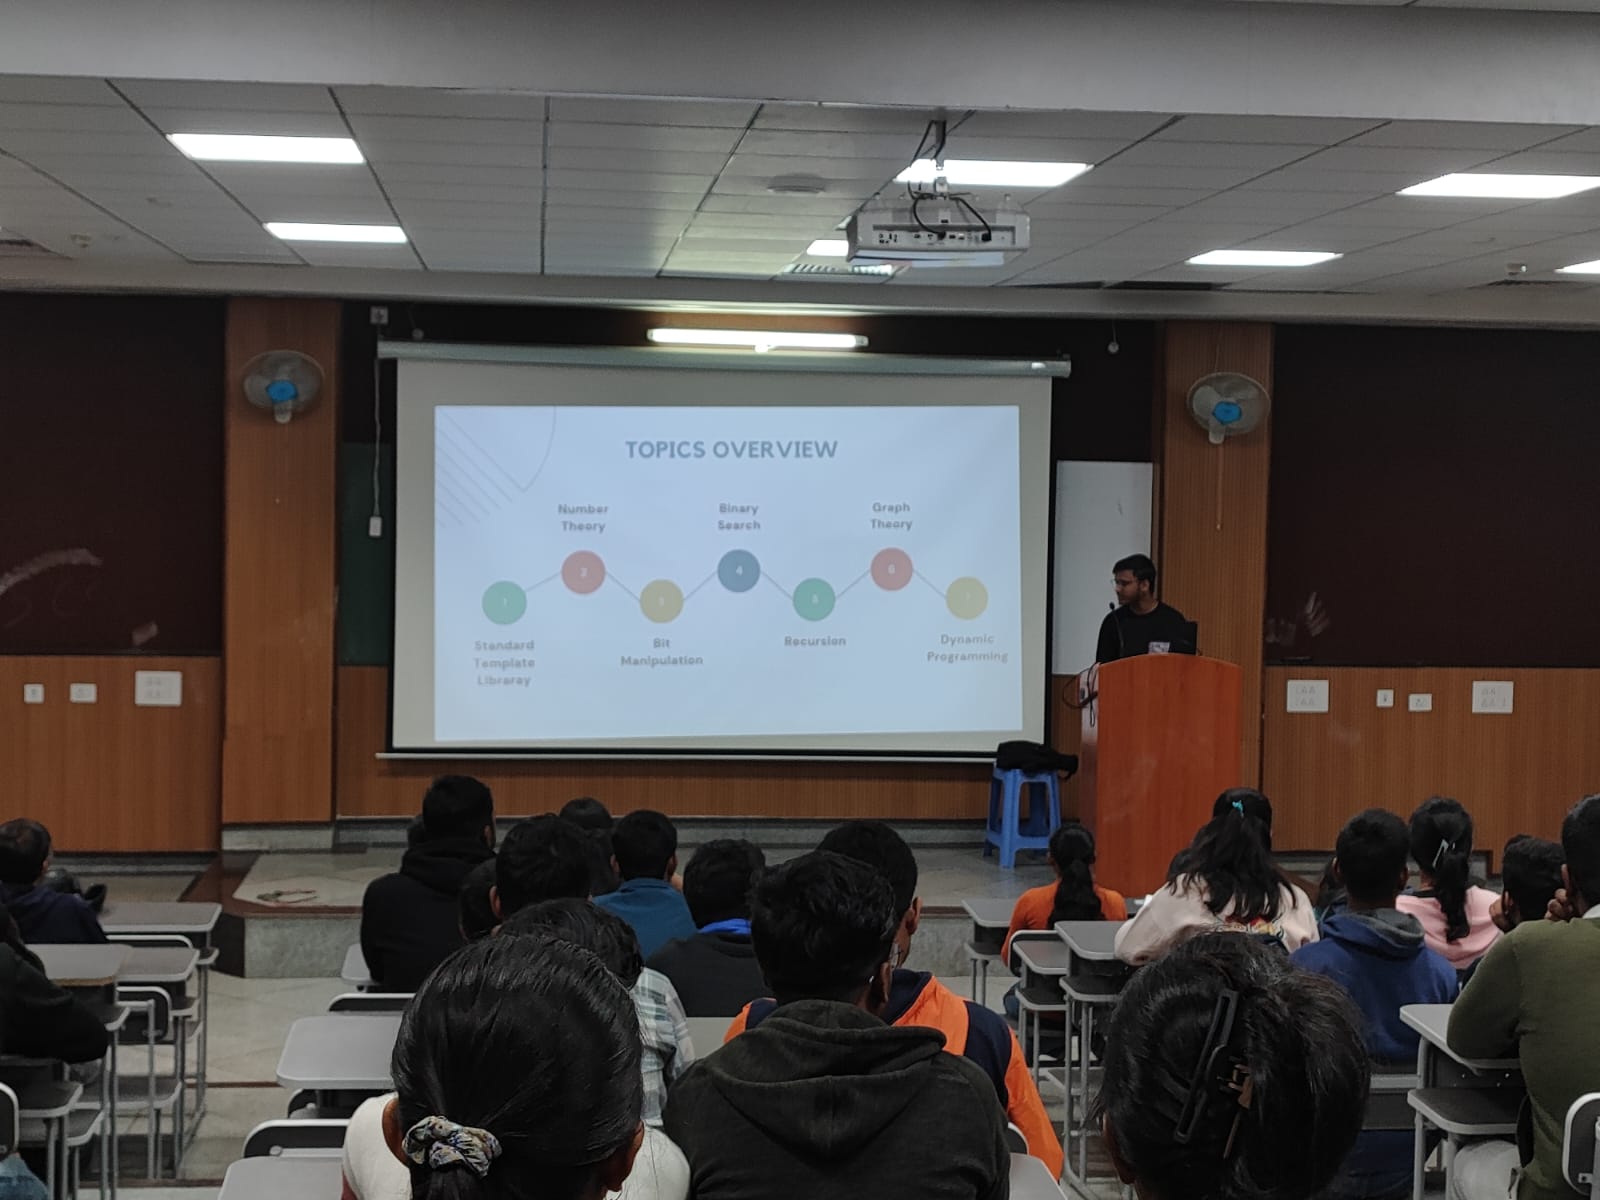 TOPICS OVERVIEW
Number
Theory
Binary
Search
Graph
Theory
1
2
3
4
5
6
7
Standard
Template
Libraray
Bit
Manipulation
Recursion
Dynamic
Programming